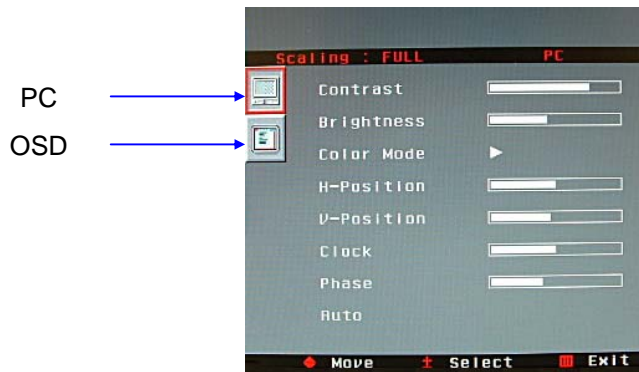 Scaling : FULL PC
PC
Contrast
Brightness
OSD
Color Mode
H-Position
V-Position
Clock
Phase
Auto
Move ± Select Exit